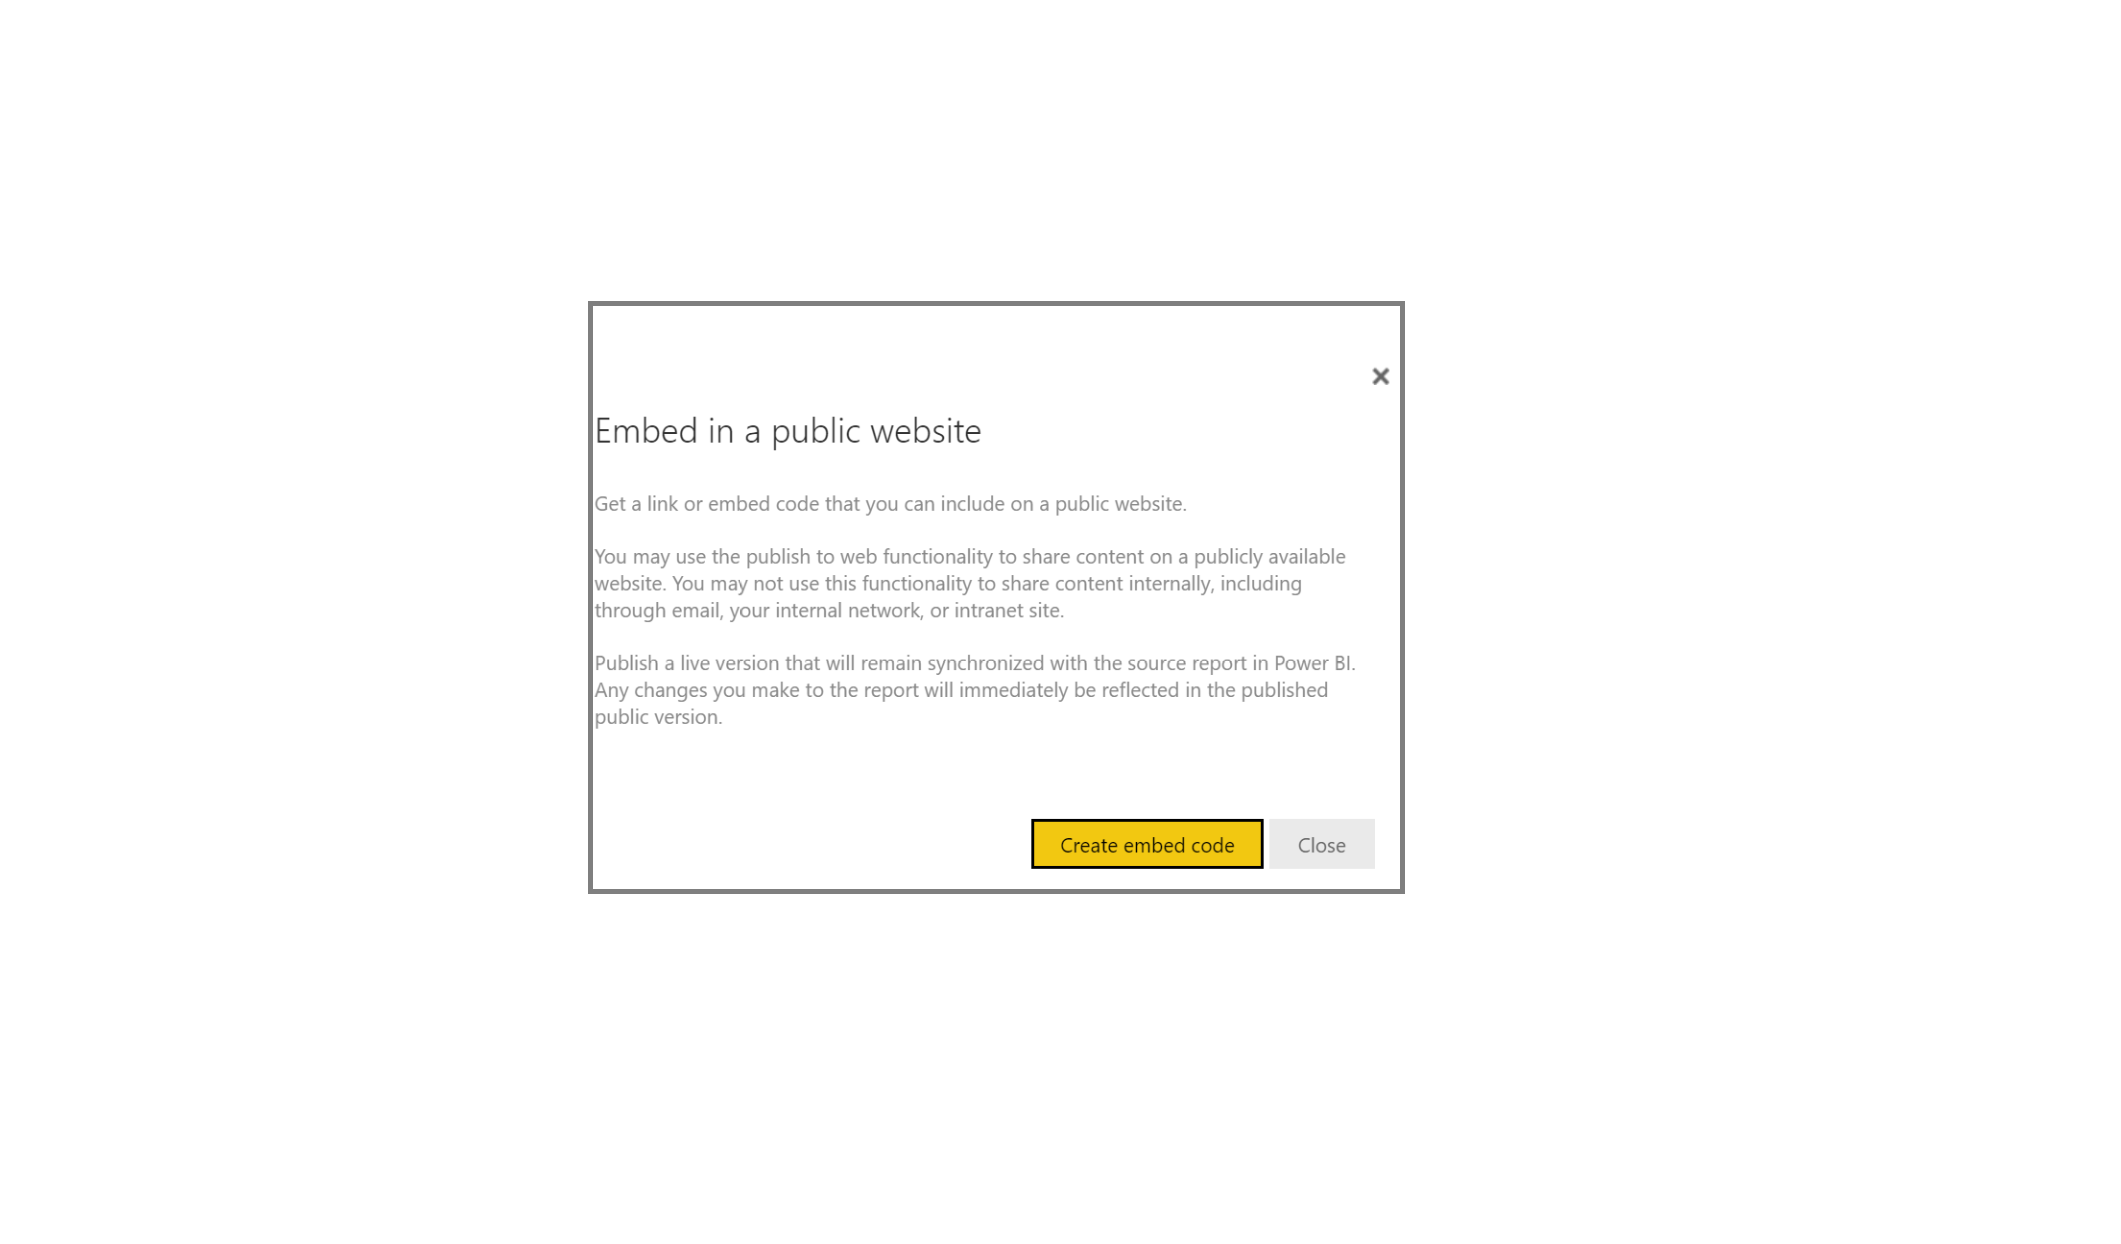 Embed in a public website
Get a link or embed code that you can include on a public website.
You may use the publish to web functionality to share content on a publicly available
website. You may not use this functionality to share content internally, including
through email, your internal network, or intranet site.
Publish a live version that will remain synchronized with the source report in Power BI.
Any changes you make to the report will immediately be reflected in the published
public version.
Create embed code
Close